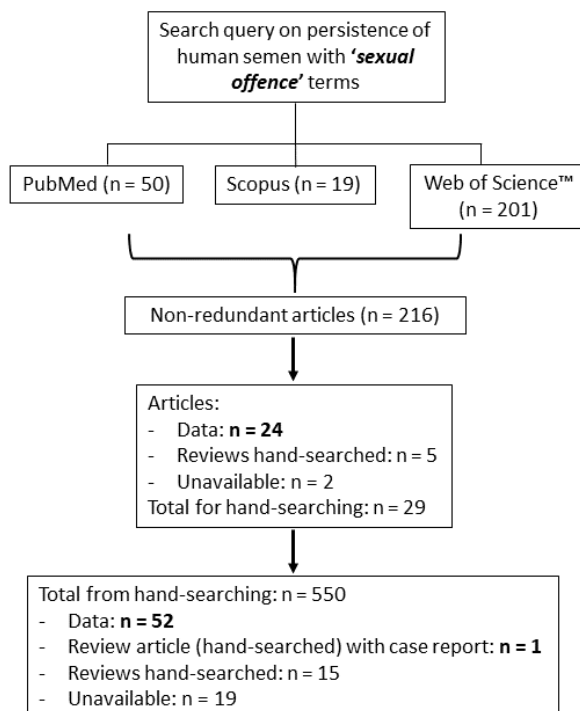 Search query on persistence of
human semen with ‘sexual
offence’ terms
PubMed (n = 50)
Scopus (n = 19)
Web of Science™
(n = 201)
Non-redundant articles (n = 216)
Articles:
- Data: n = 24
- Reviews hand-searched: n = 5
- Unavailable: n = 2
Total for hand-searching: n = 29
Total from hand-searching: n = 550
- Data: n = 52
- Review article (hand-searched) with case report: n = 1
- Reviews hand-searched: n = 15
- Unavailable: n = 19